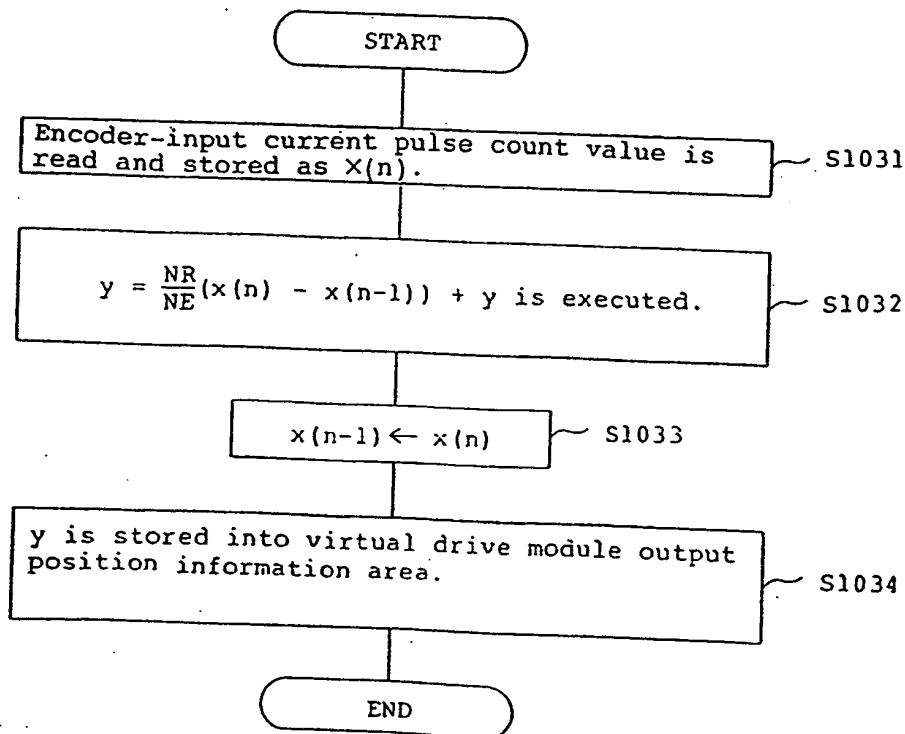 START
Encoder-input current pulse count value is
read and stored as X(n).
S1031
y = NR/NE (x(n) - x(n-1)) + y is executed.
S1032
x(n-1) ← x(n)
S1033
y is stored into virtual drive module output
position information area.
S1034
END